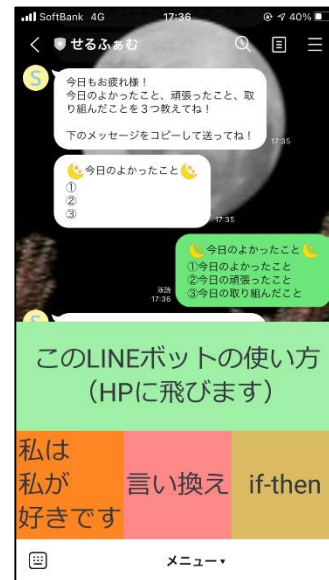 SoftBank 4G 17:36 40%
せるふぁむ
S
今日もお疲れ様！
今日のよかったこと、頑張ったこと、取
り組んだことを３つ教えてね！
下のメッセージをコピーして送ってね！
17:35
🌜今日のよかったこと🌜
①
②
③
17:35
🌜今日のよかったこと🌜
①今日のよかったこと
②今日の頑張ったこと
③今日の取り組んだこと
既読
17:36
S
このLINEボットの使い方
（HPに飛びます）
私は
私が
好きです
言い換え
if-then
メニュー▾